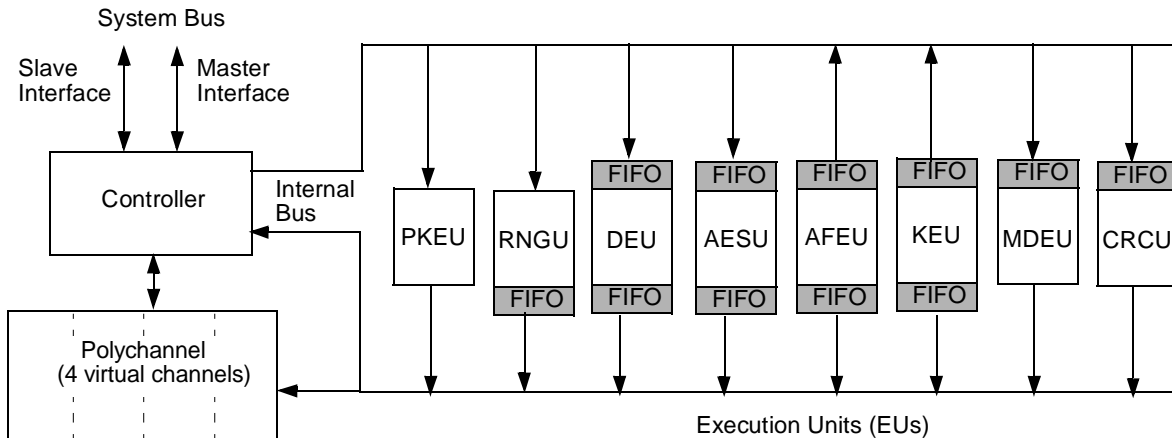 System Bus
Slave
Interface
Master
Interface
Controller
Internal
Bus
Polychannel
(4 virtual channels)
PKEU
RNGU
FIFO
FIFO
DEU
FIFO
FIFO
AESU
FIFO
FIFO
AFEU
FIFO
FIFO
KEU
FIFO
FIFO
MDEU
FIFO
CRCU
Execution Units (EUs)